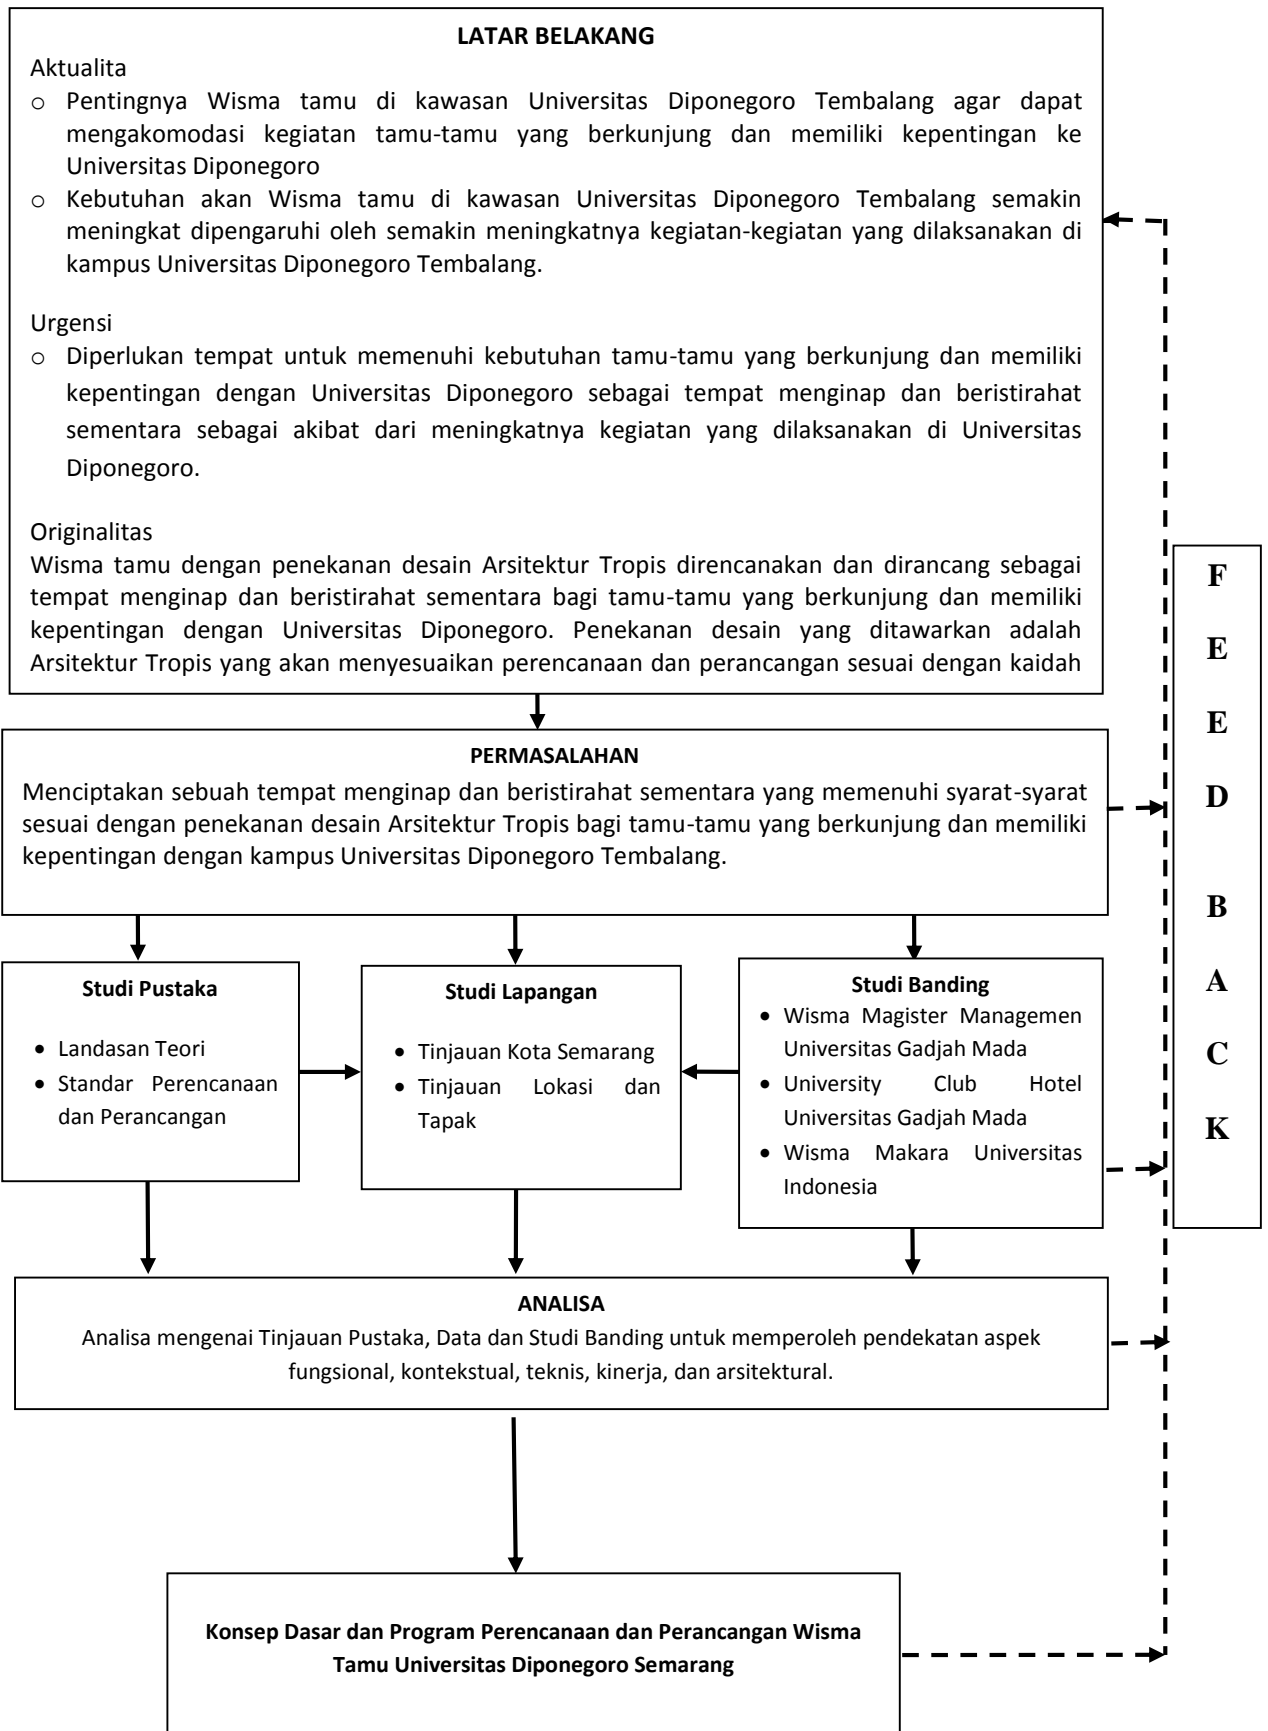 LATAR BELAKANG
Aktualita
o Pentingnya Wisma tamu di kawasan Universitas Diponegoro Tembalang agar dapat
mengakomodasi kegiatan tamu-tamu yang berkunjung dan memiliki kepentingan ke
Universitas Diponegoro
o Kebutuhan akan Wisma tamu di kawasan Universitas Diponegoro Tembalang semakin
meningkat dipengaruhi oleh semakin meningkatnya kegiatan-kegiatan yang dilaksanakan di
kampus Universitas Diponegoro Tembalang.
Urgensi
o Diperlukan tempat untuk memenuhi kebutuhan tamu-tamu yang berkunjung dan memiliki
kepentingan dengan Universitas Diponegoro sebagai tempat menginap dan beristirahat
sementara sebagai akibat dari meningkatnya kegiatan yang dilaksanakan di Universitas
Diponegoro.
Originalitas
Wisma tamu dengan penekanan desain Arsitektur Tropis direncanakan dan dirancang sebagai
tempat menginap dan beristirahat sementara bagi tamu-tamu yang berkunjung dan memiliki
kepentingan dengan Universitas Diponegoro. Penekanan desain yang ditawarkan adalah
Arsitektur Tropis yang akan menyesuaikan perencanaan dan perancangan sesuai dengan kaidah
PERMASALAHAN
Menciptakan sebuah tempat menginap dan beristirahat sementara yang memenuhi syarat-syarat
sesuai dengan penekanan desain Arsitektur Tropis bagi tamu-tamu yang berkunjung dan memiliki
kepentingan dengan kampus Universitas Diponegoro Tembalang.
Studi Pustaka
• Landasan Teori
• Standar Perencanaan
dan Perancangan
Studi Lapangan
• Tinjauan Kota Semarang
• Tinjauan Lokasi dan
Tapak
Studi Banding
• Wisma Magister Managemen
Universitas Gadjah Mada
• University Club Hotel
Universitas Gadjah Mada
• Wisma Makara Universitas
Indonesia
ANALISA
Analisa mengenai Tinjauan Pustaka, Data dan Studi Banding untuk memperoleh pendekatan aspek
fungsional, kontekstual, teknis, kinerja, dan arsitektural.
Konsep Dasar dan Program Perencanaan dan Perancangan Wisma
Tamu Universitas Diponegoro Semarang
F
E
E
D
B
A
C
K